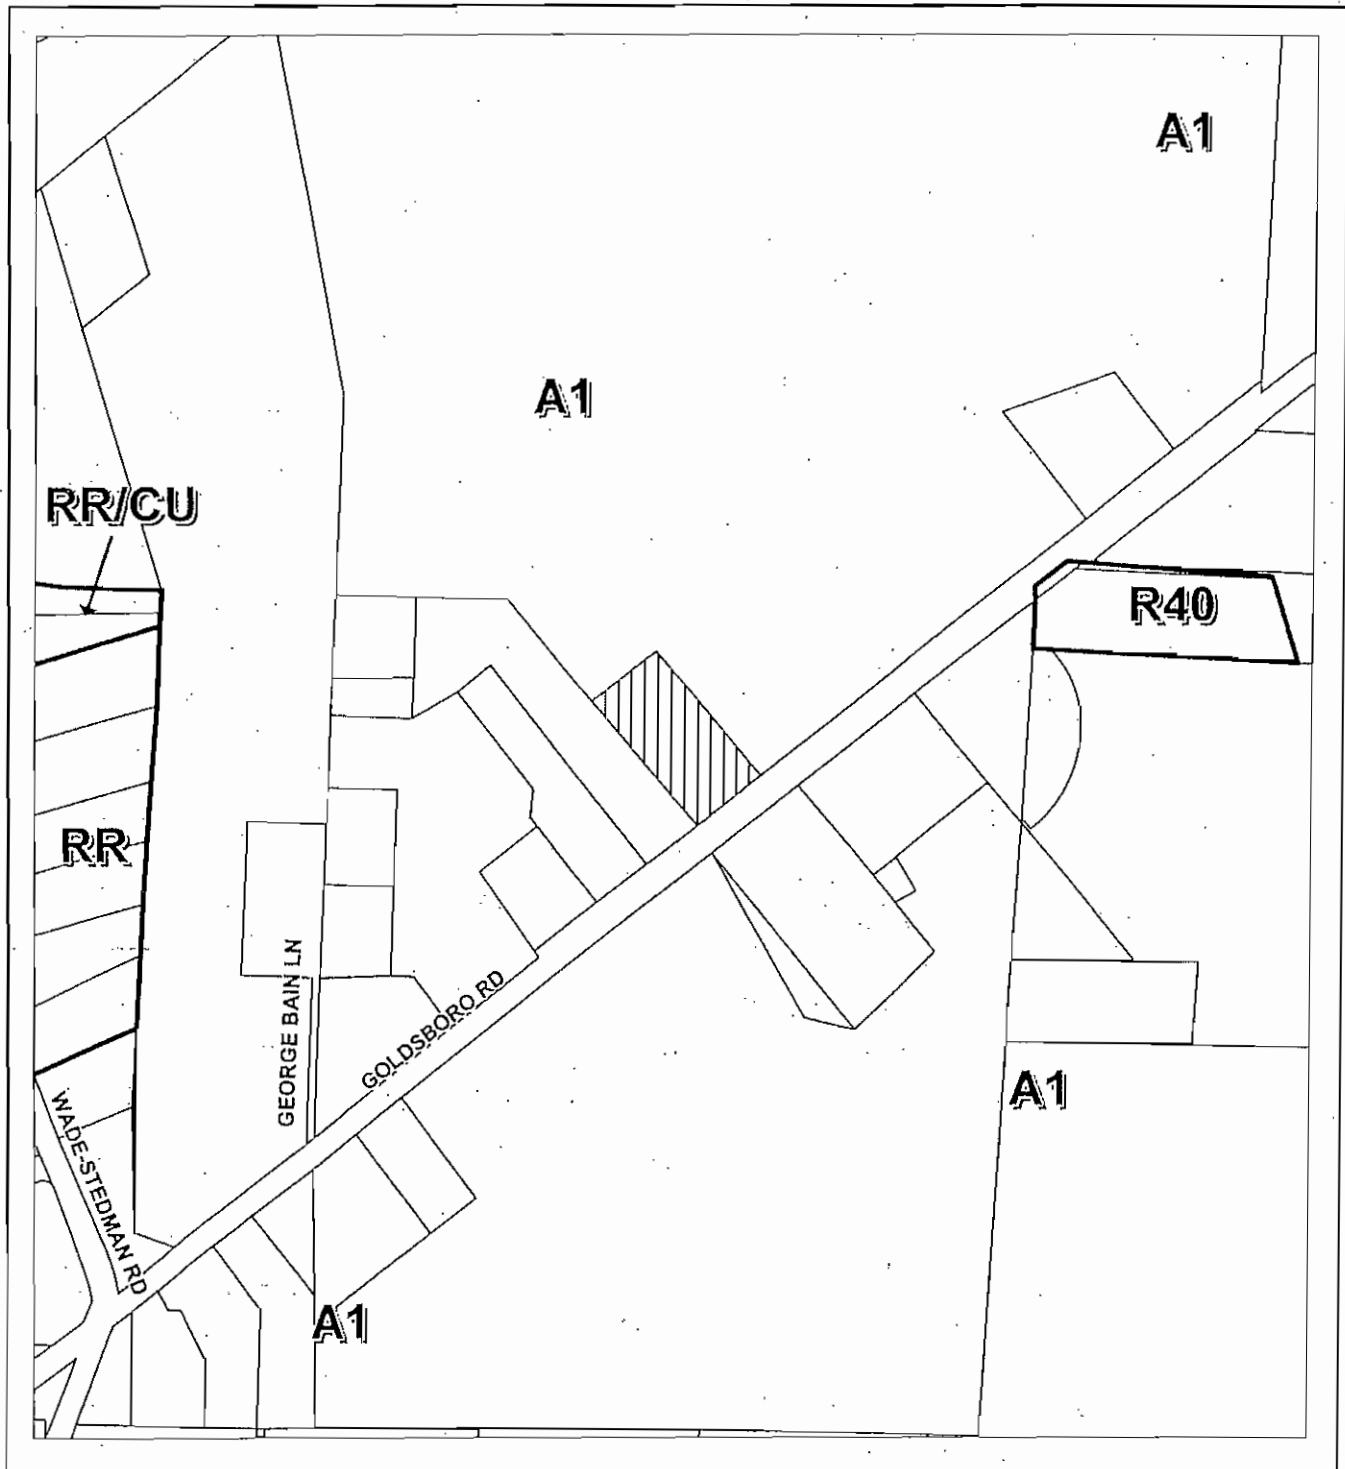 A1
A1
RR/CU
R40
RR
GEORGE BAIN LN
GOLDSBORO RD
A1
WADE-STEDMAN RD
A1